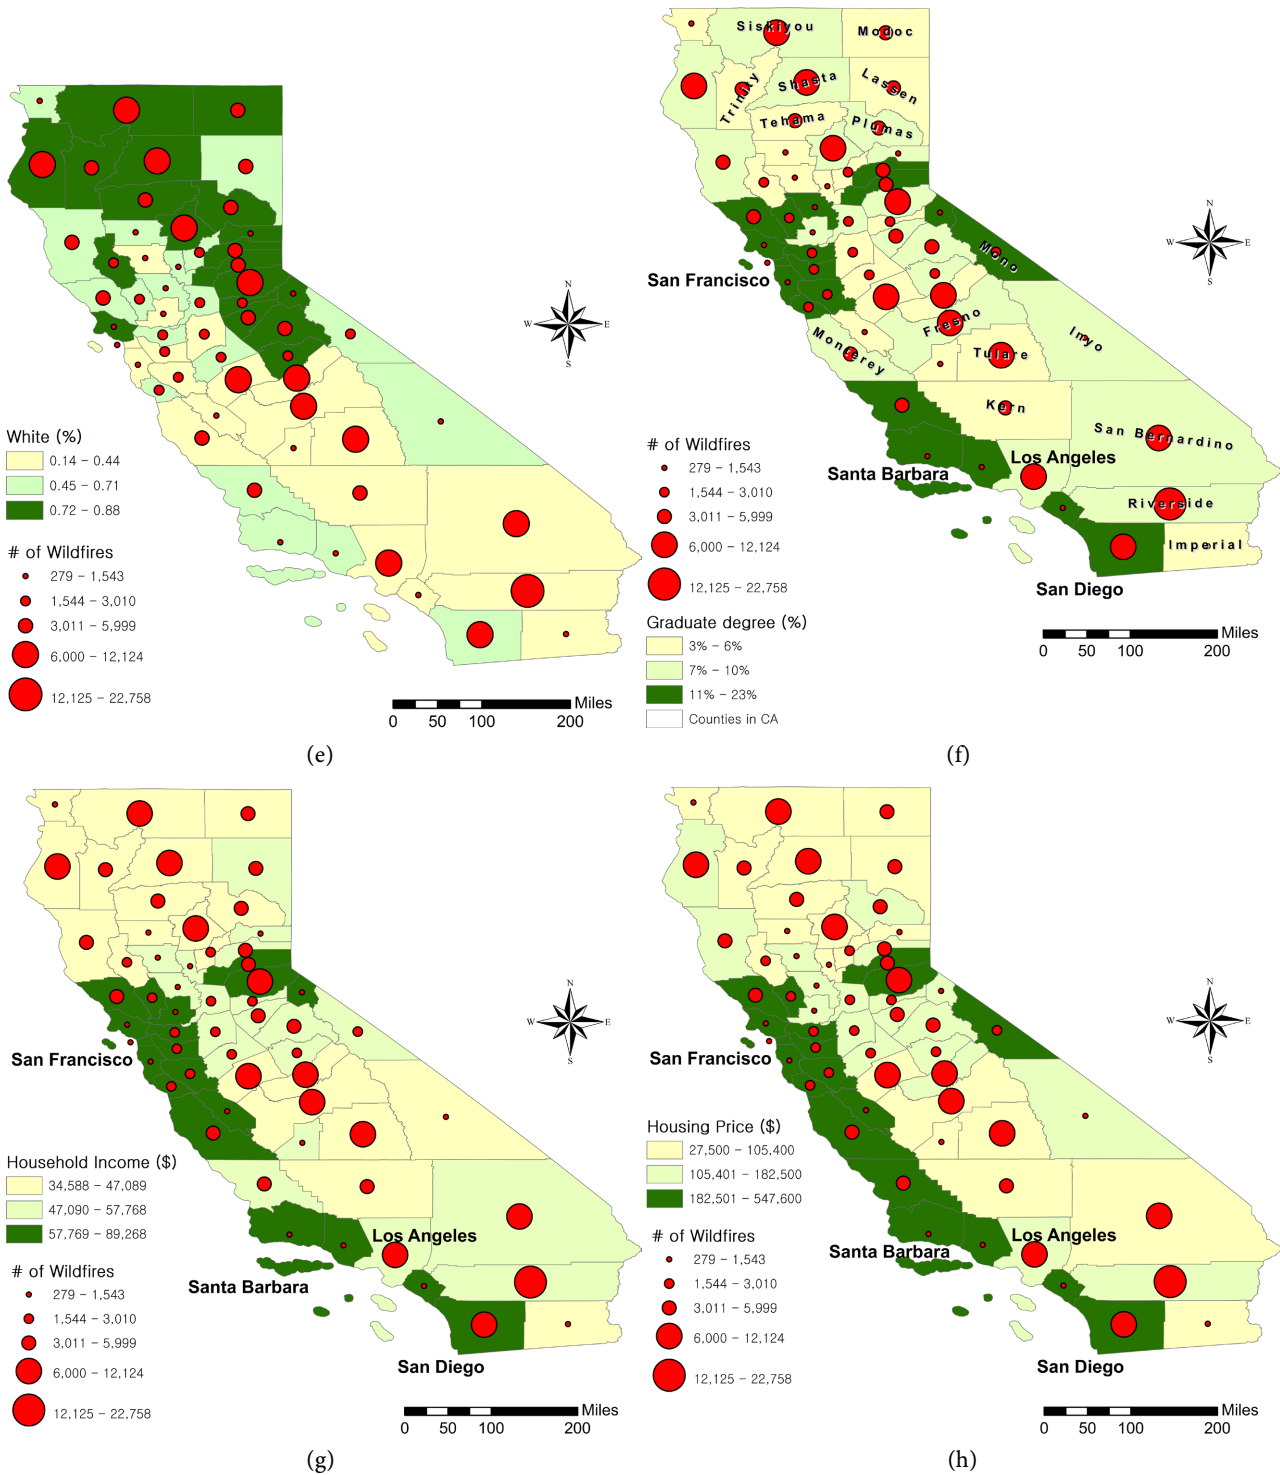 N
W E
S
White (%)
0.14 – 0.44
0.45 – 0.71
0.72 – 0.88
# of Wildfires
279 – 1,543
1,544 – 3,010
3,011 – 5,999
6,000 – 12,124
12,125 – 22,758
Miles
0 50 100 200
(e)
Siskiyou
Modoc
Trinity
Shasta
Lassen
Tehama
Plumas
Mono
San Francisco
Fresno
Monterey
Tulare
Inyo
Kern
San Bernardino
Los Angeles
Santa Barbara
Riverside
Imperial
San Diego
N
W E
S
# of Wildfires
279 – 1,543
1,544 – 3,010
3,011 – 5,999
6,000 – 12,124
12,125 – 22,758
Graduate degree (%)
3% – 6%
7% – 10%
11% – 23%
Counties in CA
Miles
0 50 100 200
(f)
N
W E
S
San Francisco
Household Income ($)
34,588 – 47,089
47,090 – 57,768
57,769 – 89,268
Los Angeles
Santa Barbara
San Diego
# of Wildfires
279 – 1,543
1,544 – 3,010
3,011 – 5,999
6,000 – 12,124
12,125 – 22,758
Miles
0 50 100 200
(g)
N
W E
S
San Francisco
Housing Price ($)
27,500 – 105,400
105,401 – 182,500
182,501 – 547,600
Los Angeles
Santa Barbara
San Diego
# of Wildfires
279 – 1,543
1,544 – 3,010
3,011 – 5,999
6,000 – 12,124
12,125 – 22,758
Miles
0 50 100 200
(h)